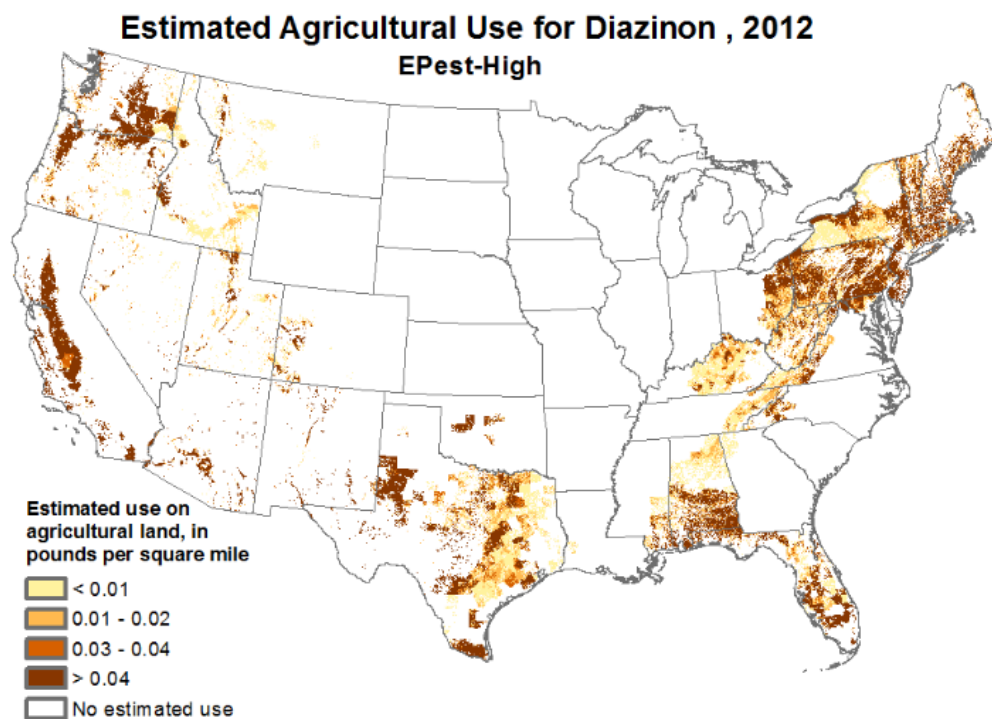 Estimated Agricultural Use for Diazinon , 2012
EPest-High
Estimated use on
agricultural land, in
pounds per square mile
< 0.01
0.01 - 0.02
0.03 - 0.04
> 0.04
No estimated use